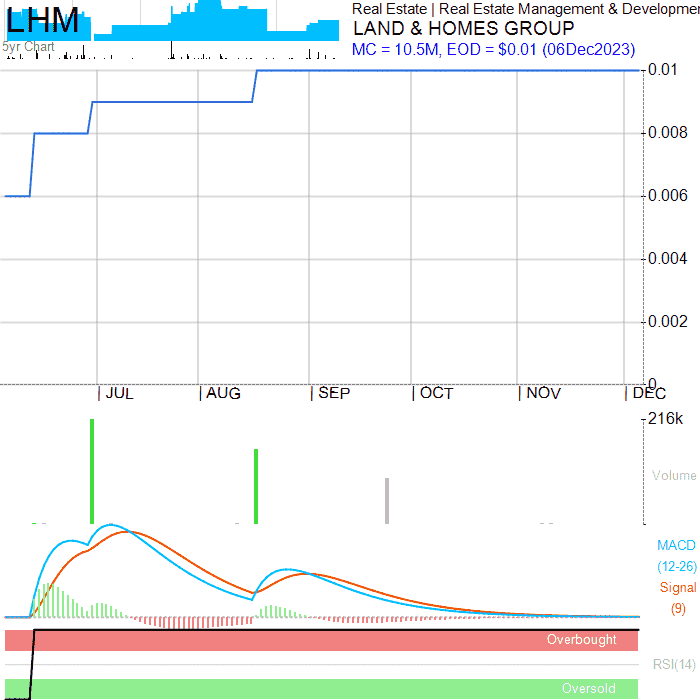 LHM
Real Estate | Real Estate Management & Developmen
LAND & HOMES GROUP
5yr Chart
MC = 10.5M, EOD = $0.01 (06Dec2023)
0.01
0.008
0.006
0.004
0.002
0
JUL AUG SEP OCT NOV DEC
216k
Volume
MACD
(12-26)
Signal
(9)
Overbought
RSI(14)
Oversold